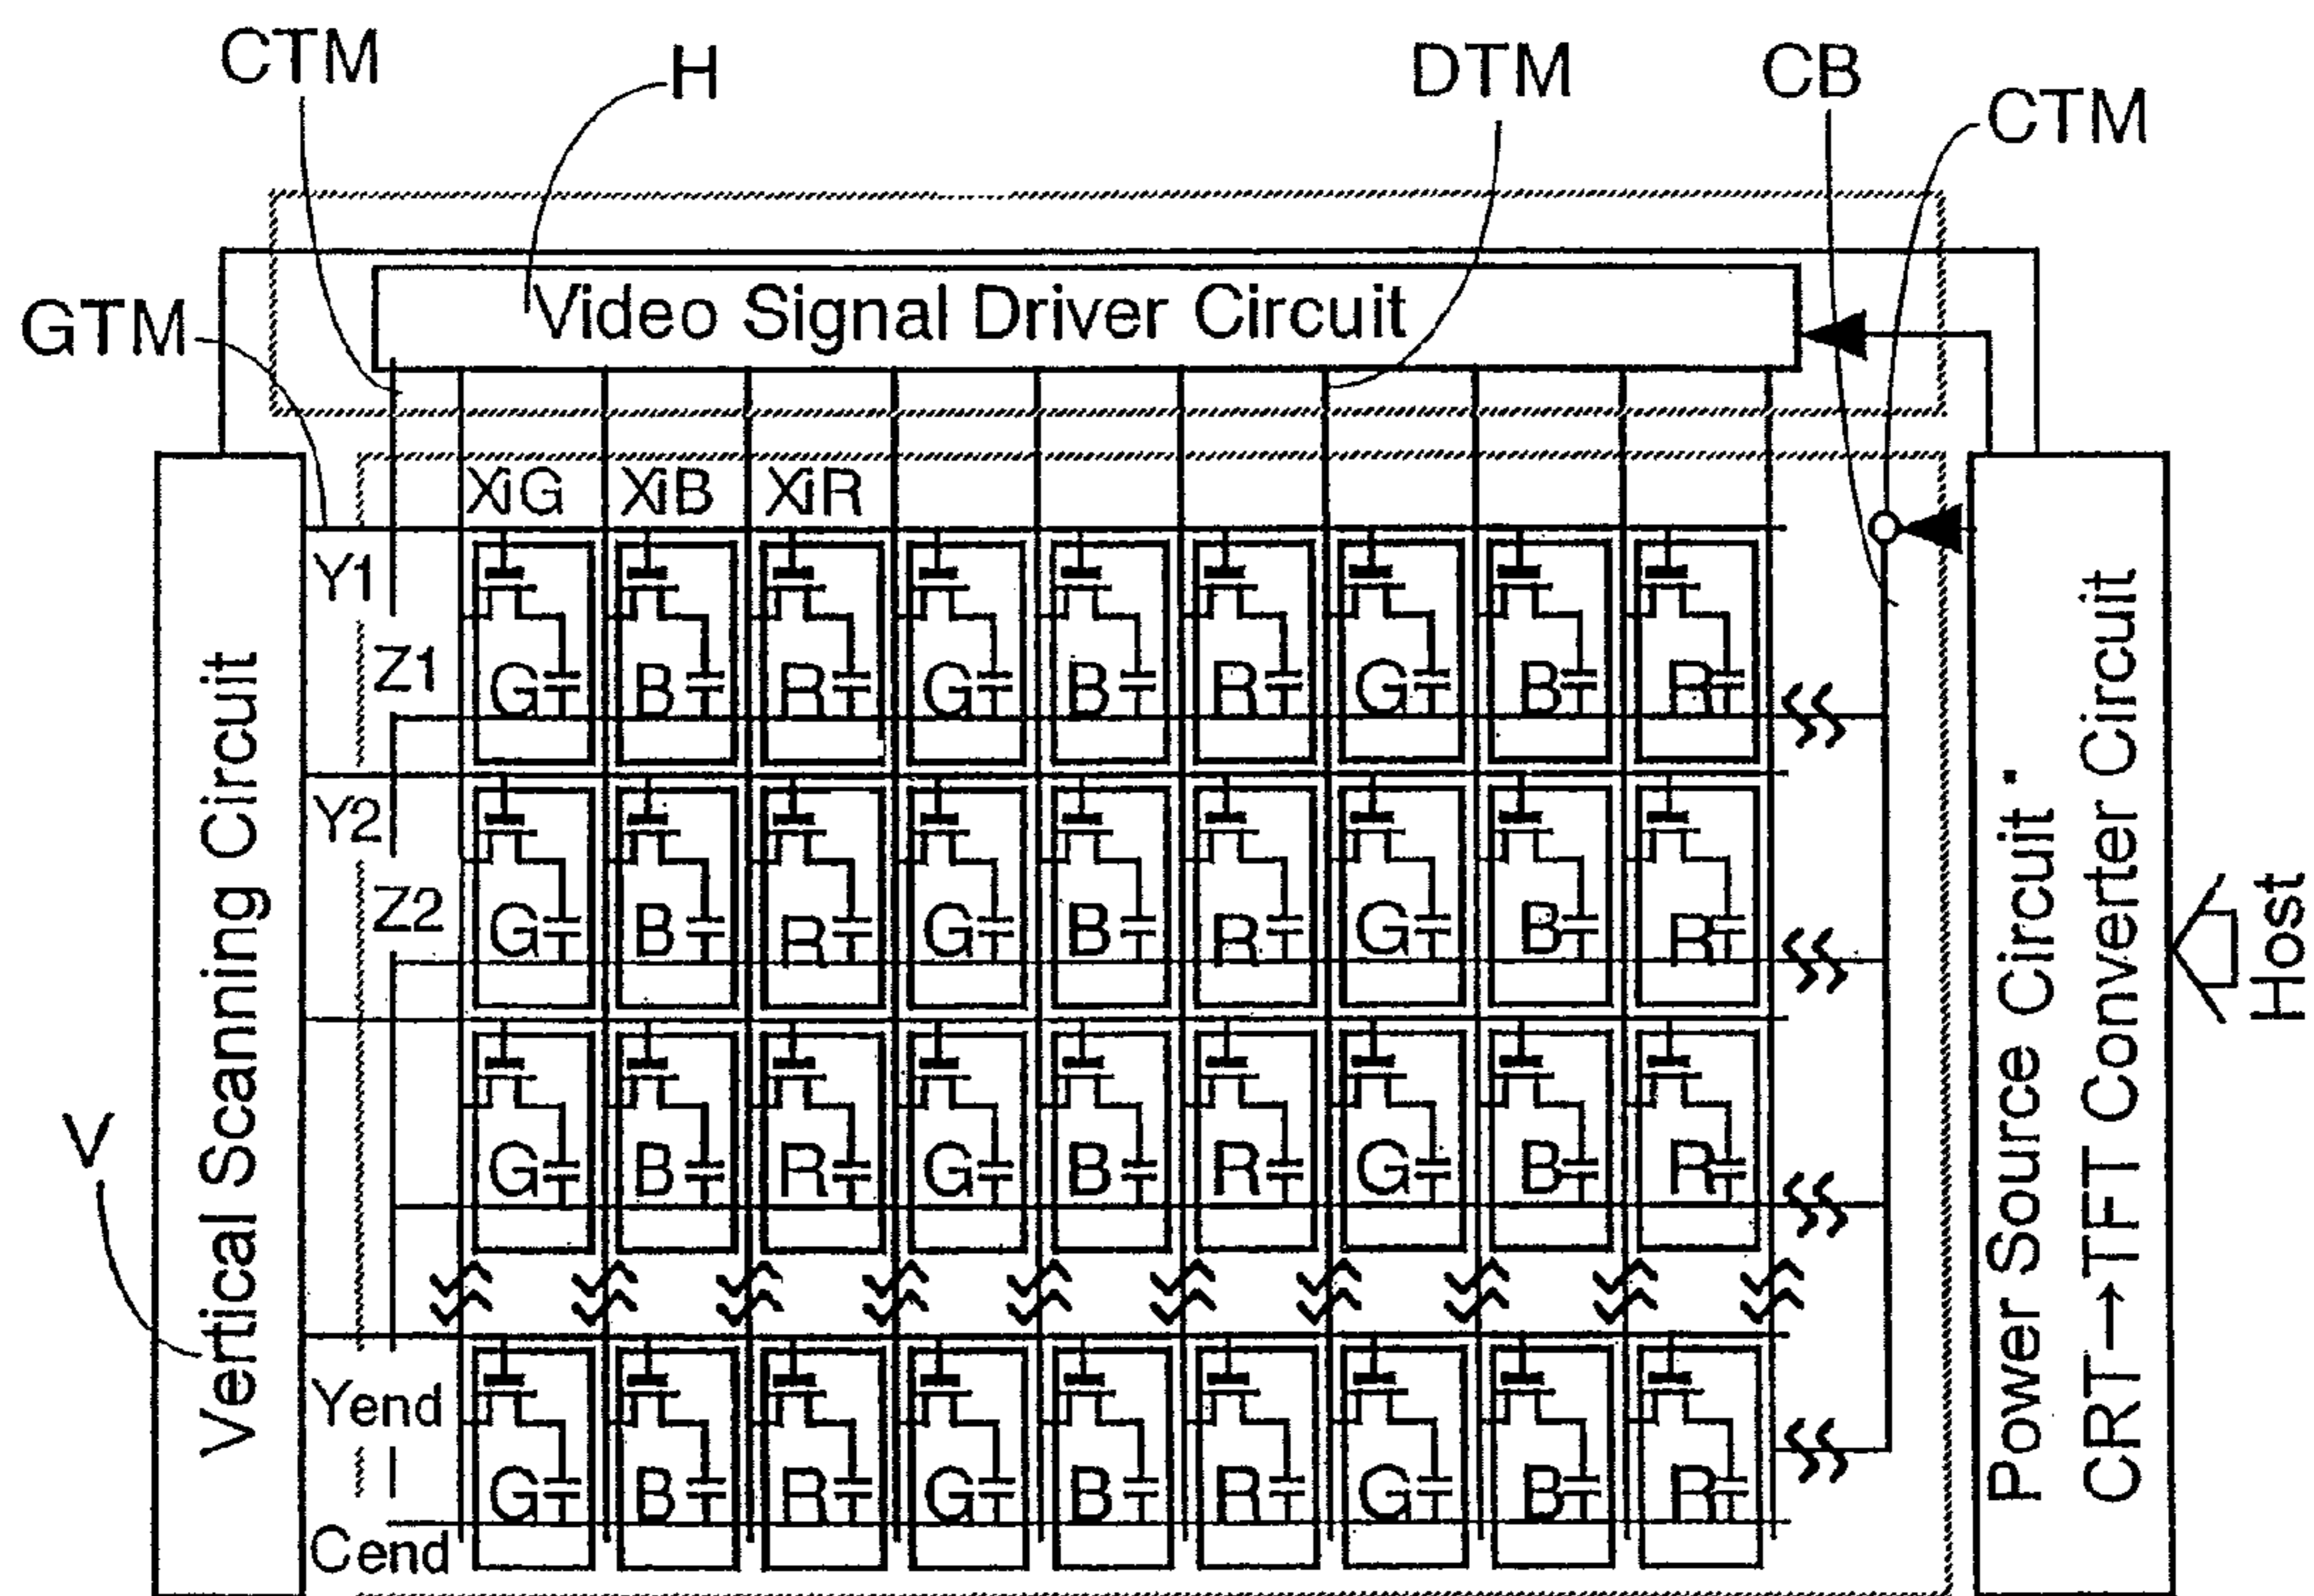 CTM
H
DTM
CB
CTM
GTM
Video Signal Driver Circuit
XiG XiB XiR
Y1
Z1
G B R G B R G B R
Y2
Z2
G B R G B R G B R
G B R G B R G B R
V
Yend
G B R G B R G B R
Cend
Vertical Scanning Circuit
Power Source Circuit ·
CRT→TFT Converter Circuit
Host